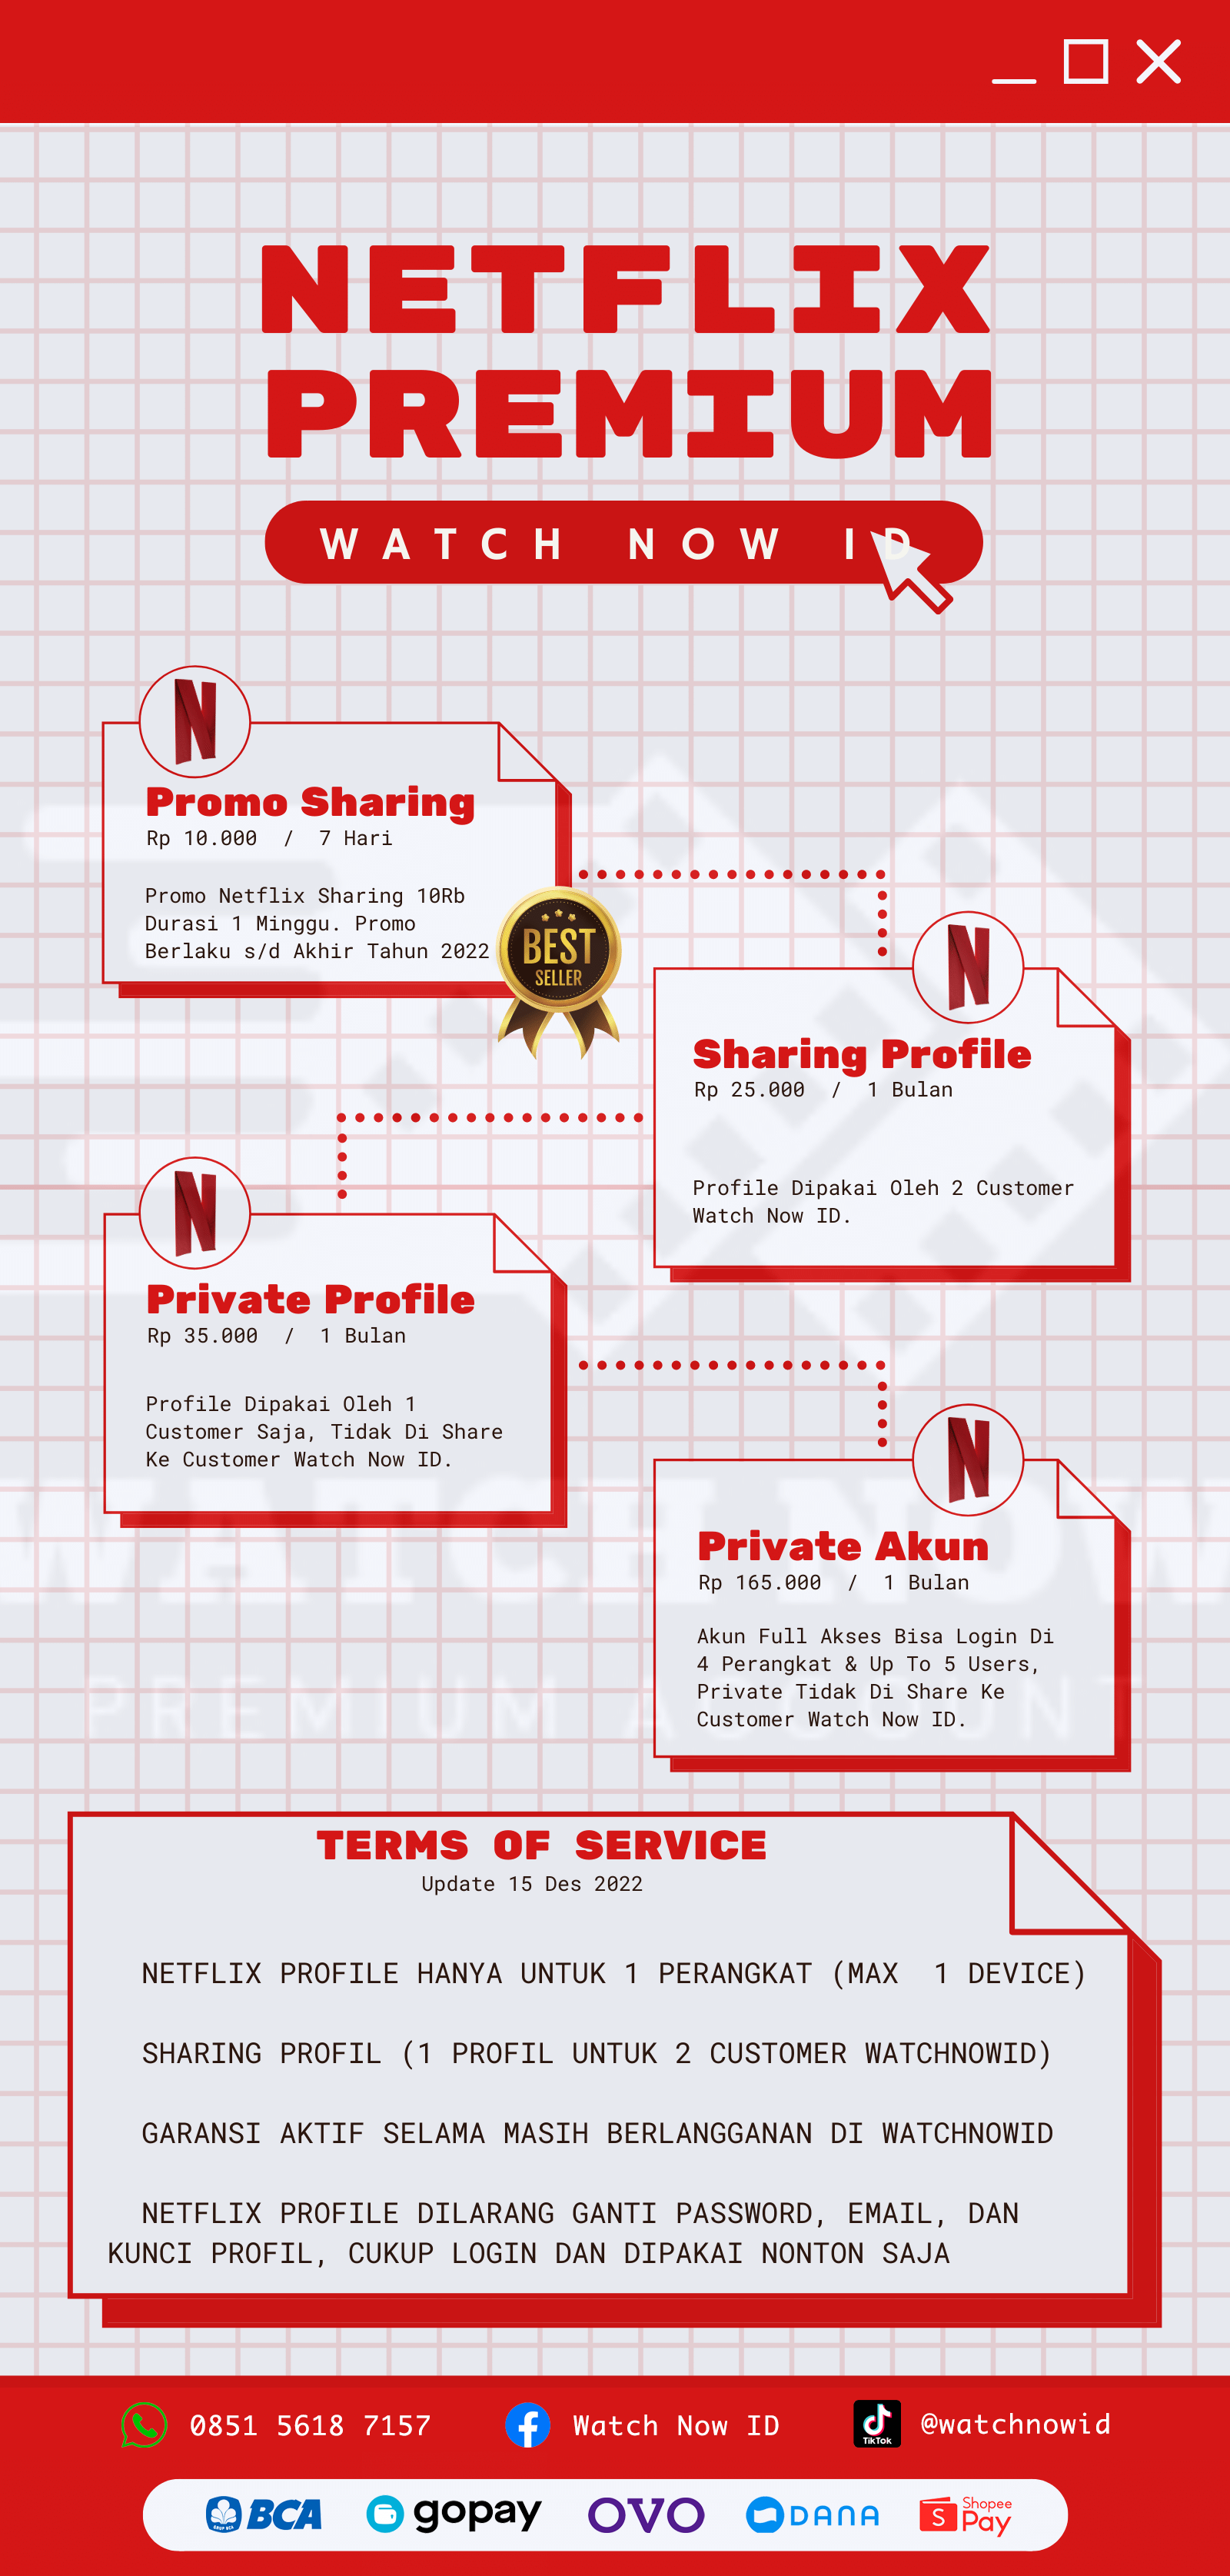 NETFLIX
PREMIUM
WATCH NOW ID
Promo Sharing
Rp 10.000 / 7 Hari
Promo Netflix Sharing 10Rb
Durasi 1 Minggu. Promo
Berlaku s/d Akhir Tahun 2022
BEST
SELLER
Sharing Profile
Rp 25.000 / 1 Bulan
Profile Dipakai Oleh 2 Customer
Watch Now ID.
Private Profile
Rp 35.000 / 1 Bulan
Profile Dipakai Oleh 1
Customer Saja, Tidak Di Share
Ke Customer Watch Now ID.
WATCH NOW
Private Akun
Rp 165.000 / 1 Bulan
Akun Full Akses Bisa Login Di
4 Perangkat & Up To 5 Users,
Private Tidak Di Share Ke
Customer Watch Now ID.
PREMIUM ACCOUNT
TERMS OF SERVICE
Update 15 Des 2022
NETFLIX PROFILE HANYA UNTUK 1 PERANGKAT (MAX 1 DEVICE)
SHARING PROFIL (1 PROFIL UNTUK 2 CUSTOMER WATCHNOWID)
GARANSI AKTIF SELAMA MASIH BERLANGGANAN DI WATCHNOWID
NETFLIX PROFILE DILARANG GANTI PASSWORD, EMAIL, DAN
KUNCI PROFIL, CUKUP LOGIN DAN DIPAKAI NONTON SAJA
0851 5618 7157 Watch Now ID TikTok @watchnowid
BCA gopay OVO DANA Shopee Pay